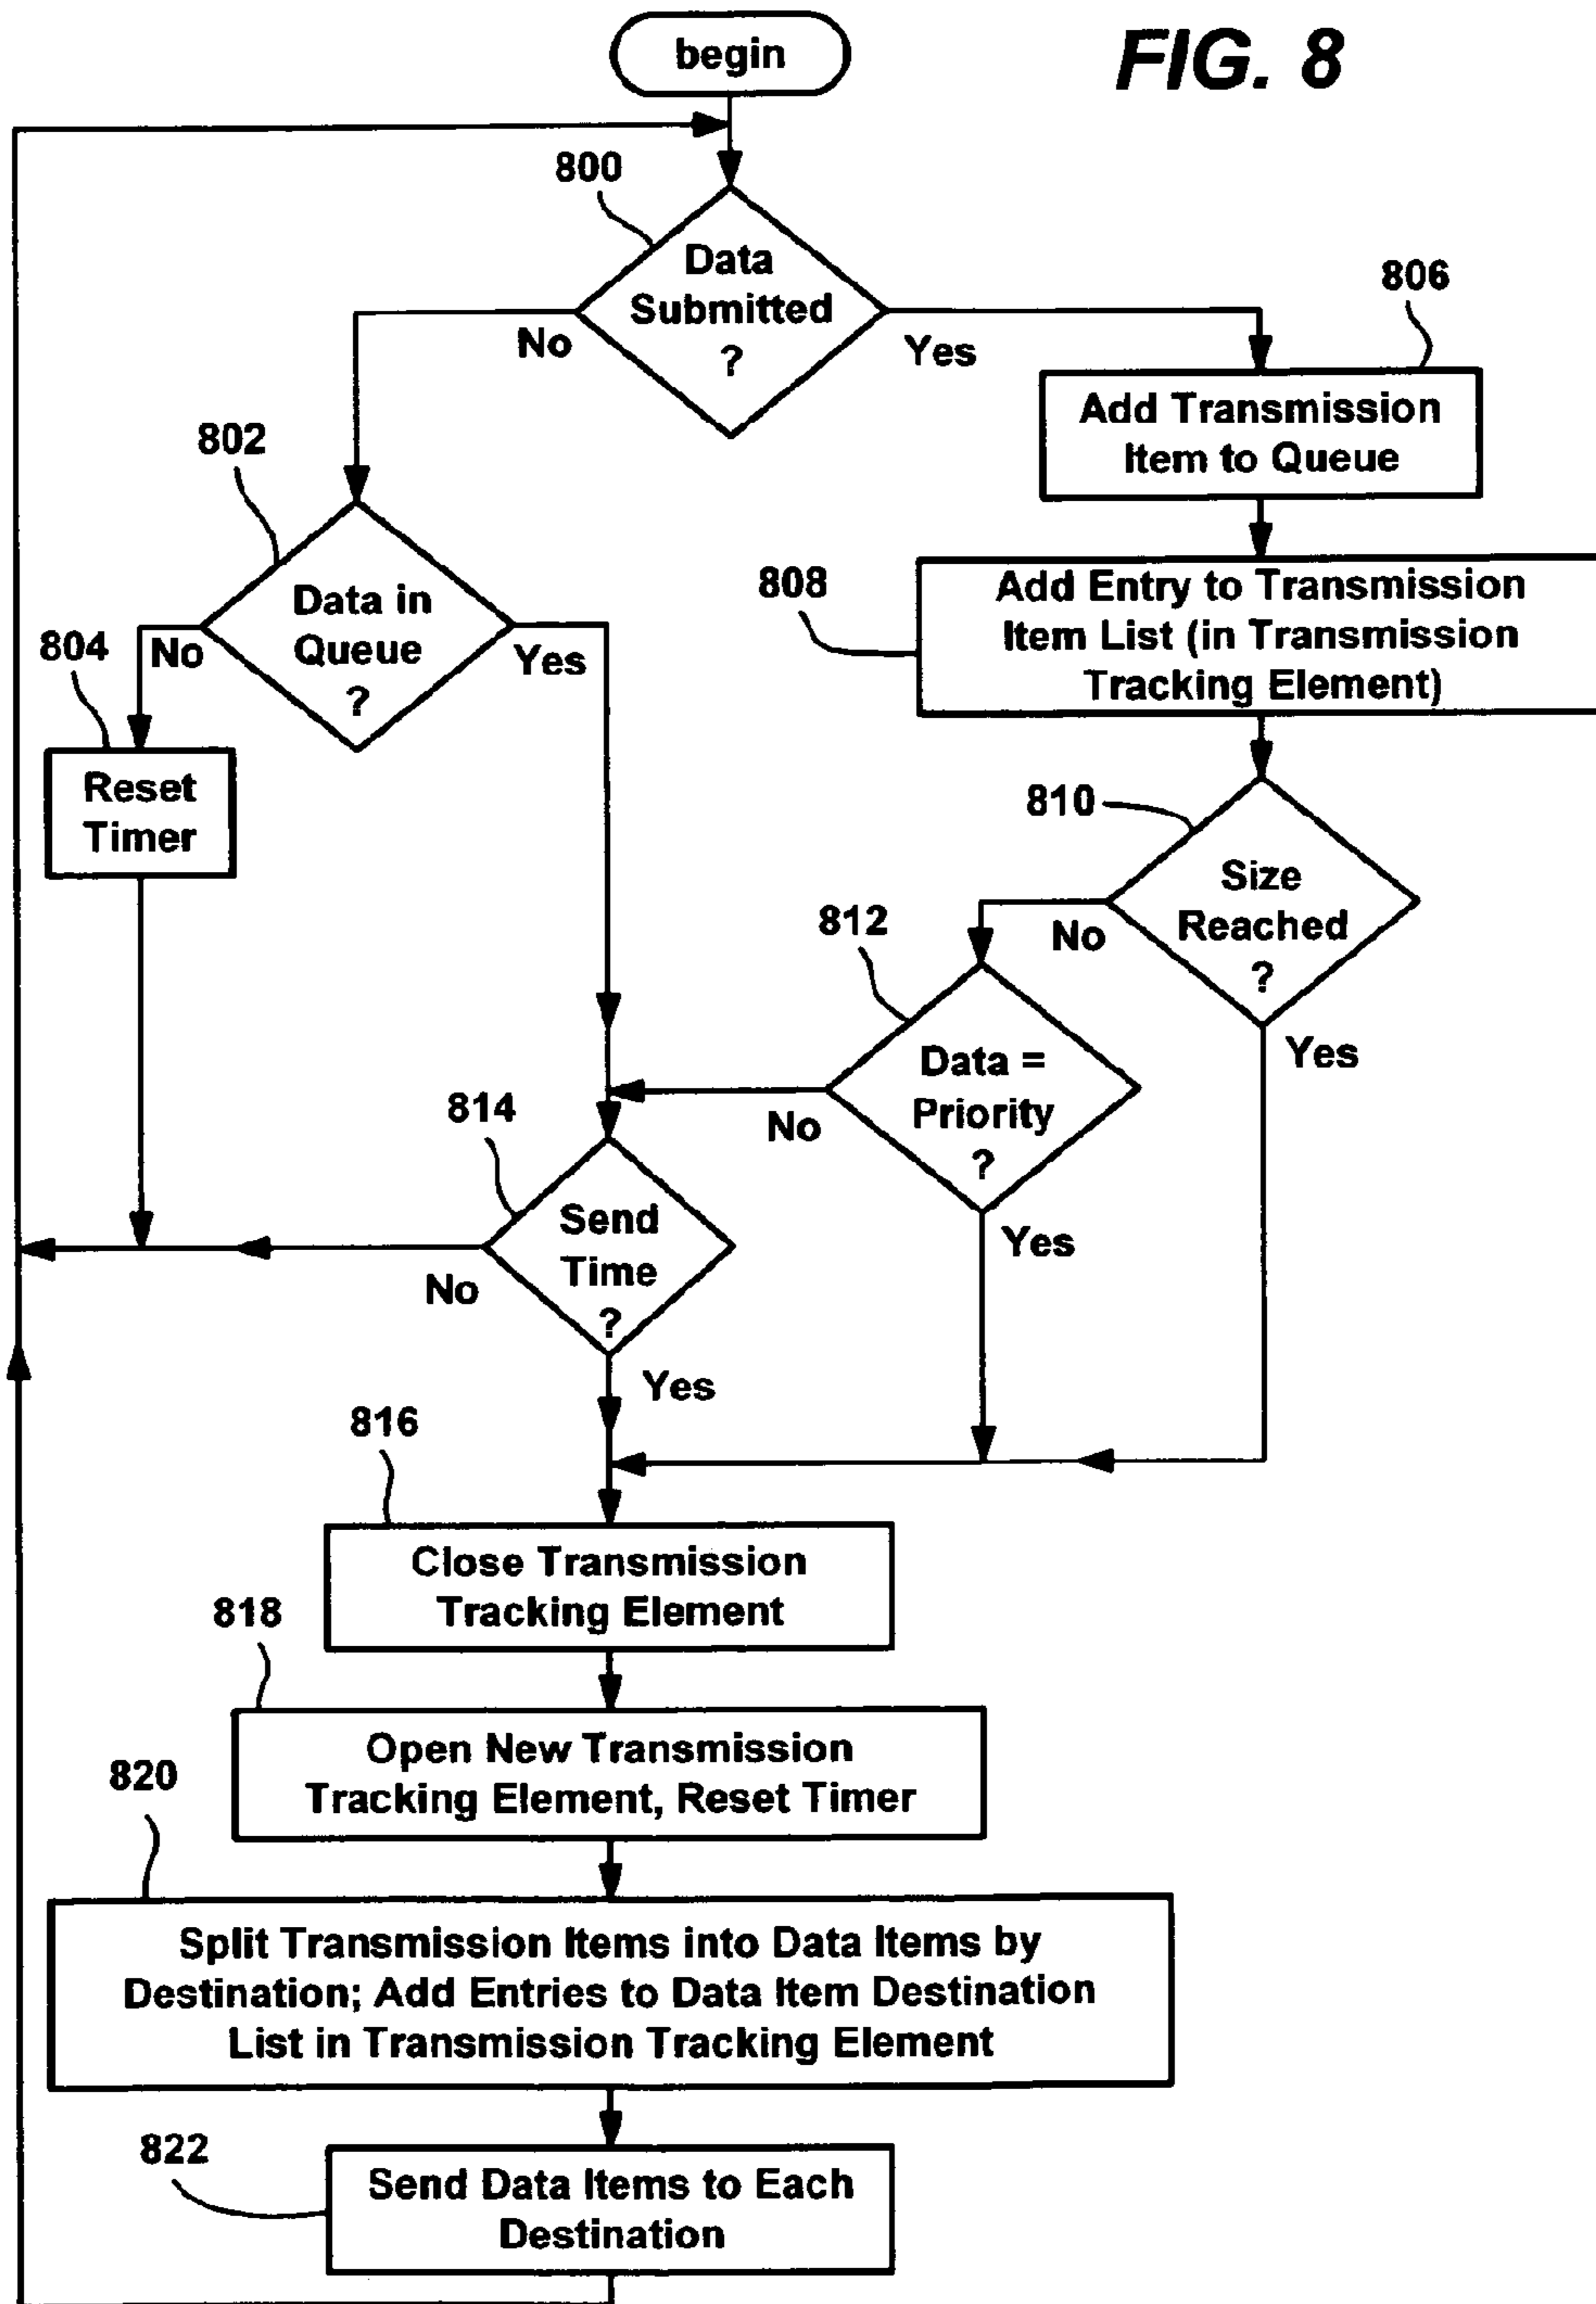 FIG. 8
begin
800
Data
Submitted
?
No
Yes
806
Add Transmission
Item to Queue
802
Data in
Queue
?
No
Yes
808
Add Entry to Transmission
Item List (in Transmission
Tracking Element)
804
Reset
Timer
810
Size
Reached
?
No
Yes
812
Data =
Priority
?
No
Yes
814
Send
Time
?
No
Yes
816
Close Transmission
Tracking Element
818
Open New Transmission
Tracking Element, Reset Timer
820
Split Transmission Items into Data Items by
Destination; Add Entries to Data Item Destination
List in Transmission Tracking Element
822
Send Data Items to Each
Destination